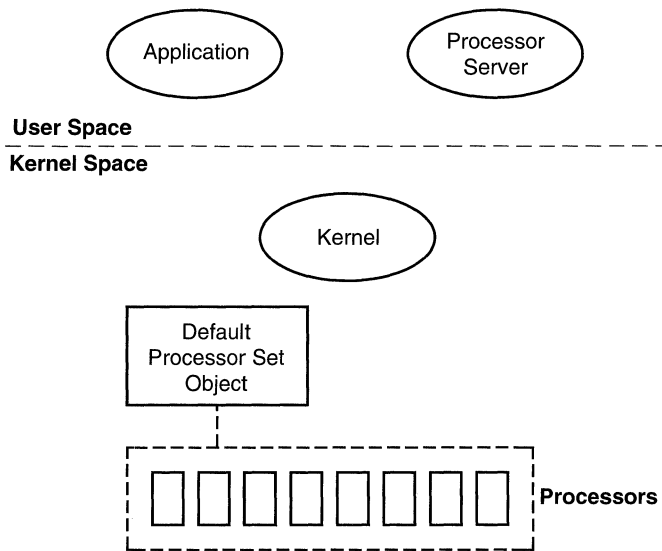 Application
Processor
Server
User Space
Kernel Space
Kernel
Default
Processor Set
Object
Processors